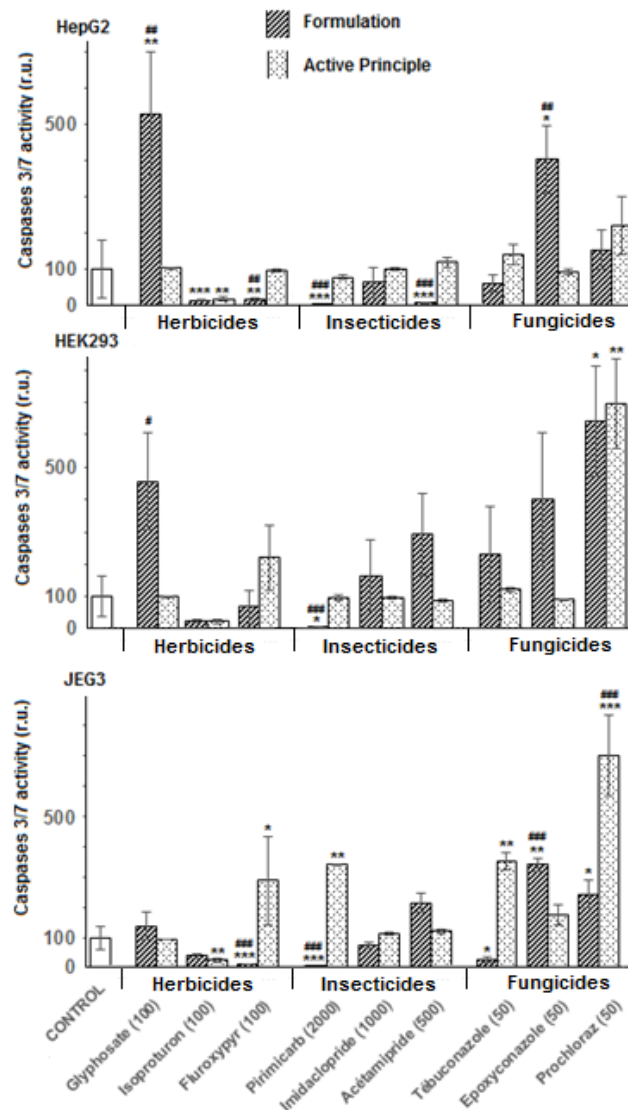 HepG2
Formulation
Active Principle
Caspases 3/7 activity (r.u.)
500
100
0
##
**
***
**
##
**
###
***
###
***
##
*
Herbicides
Insecticides
Fungicides
HEK293
Caspases 3/7 activity (r.u.)
500
100
0
#
###
*
*
**
Herbicides
Insecticides
Fungicides
JEG3
Caspases 3/7 activity (r.u.)
500
100
0
**
*
###
***
**
###
***
*
**
###
**
*
###
***
Herbicides
Insecticides
Fungicides
CONTROL
Glyphosate (100)
Isoproturon (100)
Fluroxypyr (100)
Pirimicarb (2000)
Imidaclopride (1000)
Acétamipride (500)
Tébuconazole (50)
Epoxyconazole (50)
Prochloraz (50)